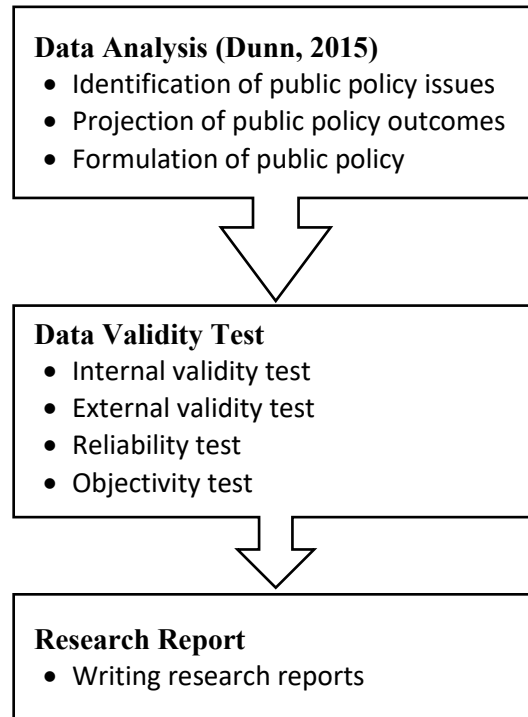 Data Analysis (Dunn, 2015)
• Identification of public policy issues
• Projection of public policy outcomes
• Formulation of public policy
Data Validity Test
• Internal validity test
• External validity test
• Reliability test
• Objectivity test
Research Report
• Writing research reports